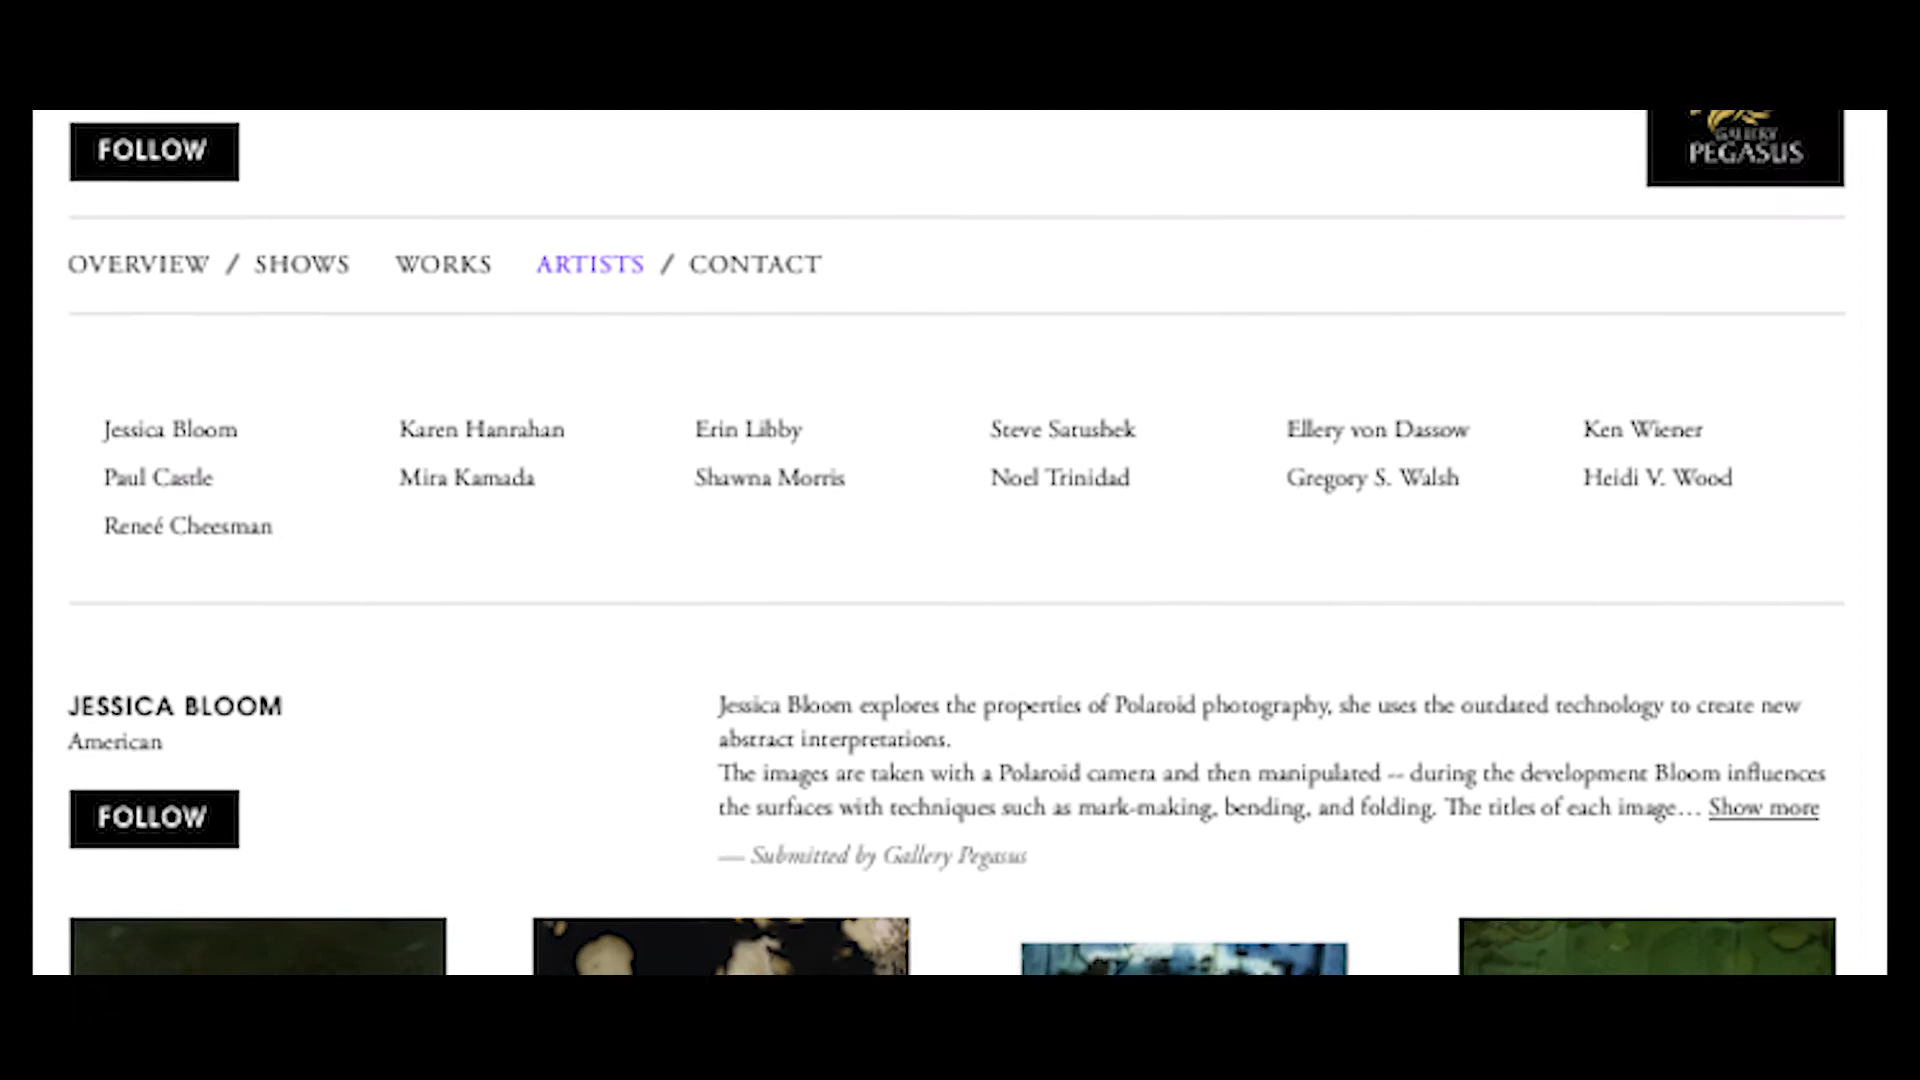 FOLLOW
GALLERY
PEGASUS
OVERVIEW / SHOWS WORKS ARTISTS / CONTACT
Jessica Bloom Karen Hanrahan Erin Libby Steve Satushek Ellery von Dassow Ken Wiener
Paul Castle Mira Kamada Shawna Morris Noel Trinidad Gregory S. Walsh Heidi V. Wood
Reneé Cheesman
JESSICA BLOOM
American
FOLLOW
Jessica Bloom explores the properties of Polaroid photography, she uses the outdated technology to create new
abstract interpretations.
The images are taken with a Polaroid camera and then manipulated -- during the development Bloom influences
the surfaces with techniques such as mark-making, bending, and folding. The titles of each image... Show more
— Submitted by Gallery Pegasus